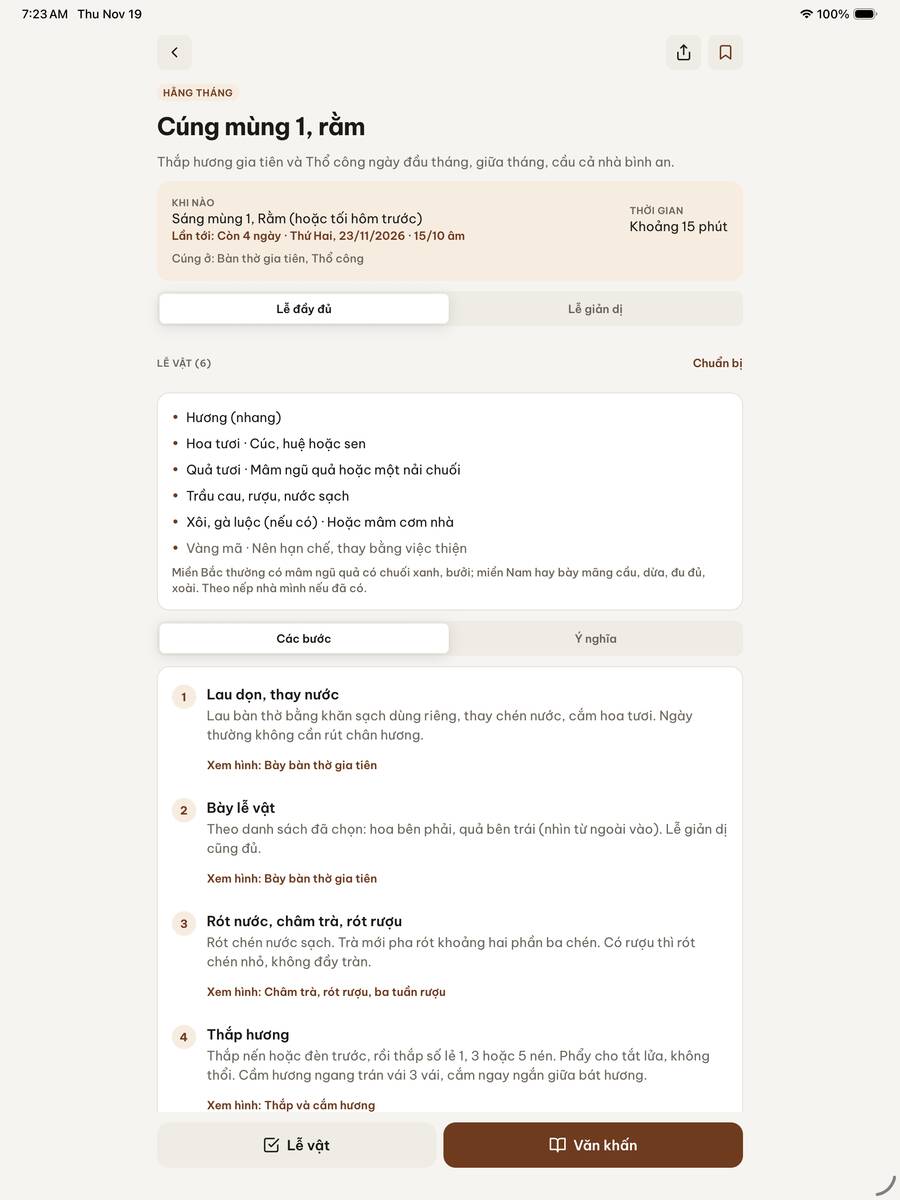 7:23 AM Thu Nov 19
100%
HẰNG THÁNG
Cúng mùng 1, rằm
Thắp hương gia tiên và Thổ công ngày đầu tháng, giữa tháng, cầu cả nhà bình an.
KHI NÀO
Sáng mùng 1, Rằm (hoặc tối hôm trước)
Lần tới: Còn 4 ngày · Thứ Hai, 23/11/2026 · 15/10 âm
Cúng ở: Bàn thờ gia tiên, Thổ công
THỜI GIAN
Khoảng 15 phút
Lễ đầy đủ
Lễ giản dị
LỄ VẬT (6)
Chuẩn bị
• Hương (nhang)
• Hoa tươi · Cúc, huệ hoặc sen
• Quả tươi · Mâm ngũ quả hoặc một nải chuối
• Trầu cau, rượu, nước sạch
• Xôi, gà luộc (nếu có) · Hoặc mâm cơm nhà
• Vàng mã · Nên hạn chế, thay bằng việc thiện
Miền Bắc thường có mâm ngũ quả có chuối xanh, bưởi; miền Nam hay bày mãng cầu, dừa, đu đủ,
xoài. Theo nếp nhà mình nếu đã có.
Các bước
Ý nghĩa
1 Lau dọn, thay nước
Lau bàn thờ bằng khăn sạch dùng riêng, thay chén nước, cắm hoa tươi. Ngày
thường không cần rút chân hương.
Xem hình: Bày bàn thờ gia tiên
2 Bày lễ vật
Theo danh sách đã chọn: hoa bên phải, quả bên trái (nhìn từ ngoài vào). Lễ giản dị
cũng đủ.
Xem hình: Bày bàn thờ gia tiên
3 Rót nước, châm trà, rót rượu
Rót chén nước sạch. Trà mới pha rót khoảng hai phần ba chén. Có rượu thì rót
chén nhỏ, không đầy tràn.
Xem hình: Châm trà, rót rượu, ba tuần rượu
4 Thắp hương
Thắp nến hoặc đèn trước, rồi thắp số lẻ 1, 3 hoặc 5 nén. Phẩy cho tắt lửa, không
thổi. Cầm hương ngang trán vái 3 vái, cắm ngay ngắn giữa bát hương.
Xem hình: Thắp và cắm hương
Lễ vật
Văn khấn